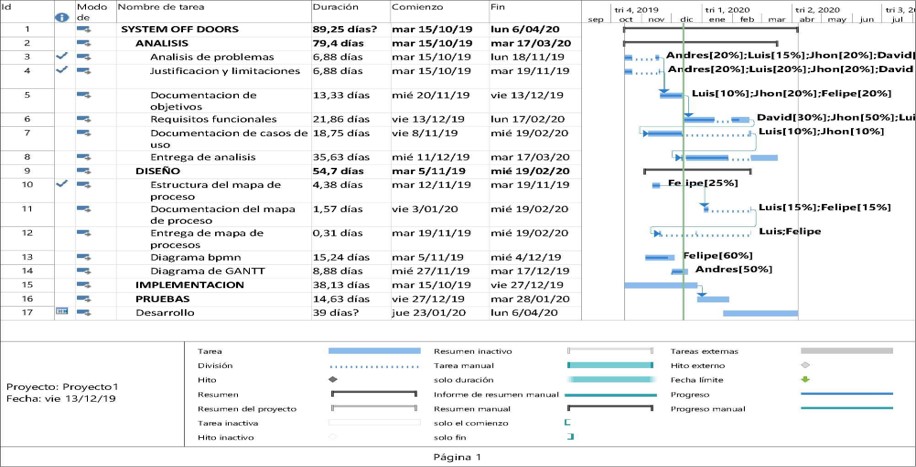 Id Modo de Nombre de tarea Duración Comienzo Fin
tri 4, 2019 tri 1, 2020 tri 2, 2020 tri 3, 20
sep oct nov dic ene feb mar abr may jun jul
1 SYSTEM OFF DOORS 89,25 días? mar 15/10/19 lun 6/04/20
2 ANALISIS 79,4 días mar 15/10/19 mar 17/03/20
3 Analisis de problemas 6,88 días mar 15/10/19 lun 18/11/19 Andres[20%];Luis[15%];Jhon[20%];David[
4 Justificacion y limitaciones 6,88 días mar 15/10/19 mar 19/11/19 Andres[20%];Luis[20%];Jhon[20%];David
5 Documentacion de objetivos 13,33 días mié 20/11/19 vie 13/12/19 Luis[10%];Jhon[20%];Felipe[20%]
6 Requisitos funcionales 21,86 días vie 13/12/19 lun 17/02/20 David[30%];Jhon[50%];Lui
7 Documentacion de casos de uso 18,75 días vie 8/11/19 mié 19/02/20 Luis[10%];Jhon[10%]
8 Entrega de analisis 35,63 días mié 11/12/19 mar 17/03/20
9 DISEÑO 54,7 días mar 5/11/19 mié 19/02/20
10 Estructura del mapa de proceso 4,38 días mar 12/11/19 mar 19/11/19 Felipe[25%]
11 Documentacion del mapa de proceso 1,57 días vie 3/01/20 mié 19/02/20 Luis[15%];Felipe[15%]
12 Entrega de mapa de procesos 0,31 días mar 19/11/19 mié 19/02/20 Luis;Felipe
13 Diagrama bpmn 15,24 días mar 5/11/19 mié 4/12/19 Felipe[60%]
14 Diagrama de GANTT 8,88 días mié 27/11/19 mar 17/12/19 Andres[50%]
15 IMPLEMENTACION 38,13 días mar 15/10/19 vie 27/12/19
16 PRUEBAS 14,63 días vie 27/12/19 mar 28/01/20
17 Desarrollo 39 días? jue 23/01/20 lun 6/04/20
Proyecto: Proyecto1
Fecha: vie 13/12/19
Tarea
División
Hito
Resumen
Resumen del proyecto
Tarea inactiva
Hito inactivo
Resumen inactivo
Tarea manual
solo duración
Informe de resumen manual
Resumen manual
solo el comienzo
solo fin
Tareas externas
Hito externo
Fecha límite
Progreso
Progreso manual
Página 1